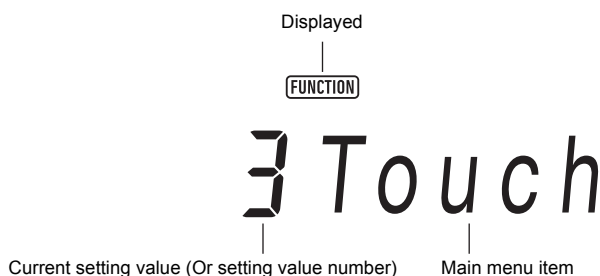 Displayed
FUNCTION
3 Touch
Current setting value (Or setting value number) Main menu item